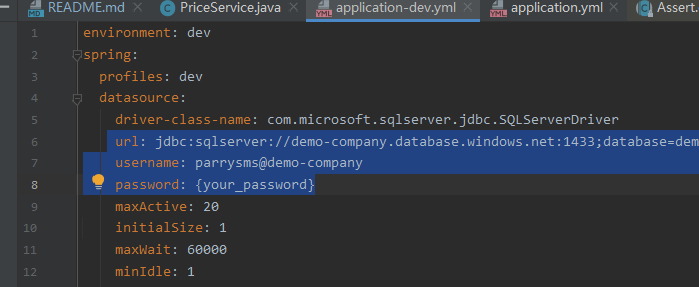 README.md PriceService.java application-dev.yml application.yml Assert.
1 environment: dev
2 spring:
3 profiles: dev
4 datasource:
5 driver-class-name: com.microsoft.sqlserver.jdbc.SQLServerDriver
6 url: jdbc:sqlserver://demo-company.database.windows.net:1433;database=dem
7 username: parrysms@demo-company
8 password: {your_password}
9 maxActive: 20
10 initialSize: 1
11 maxWait: 60000
12 minIdle: 1